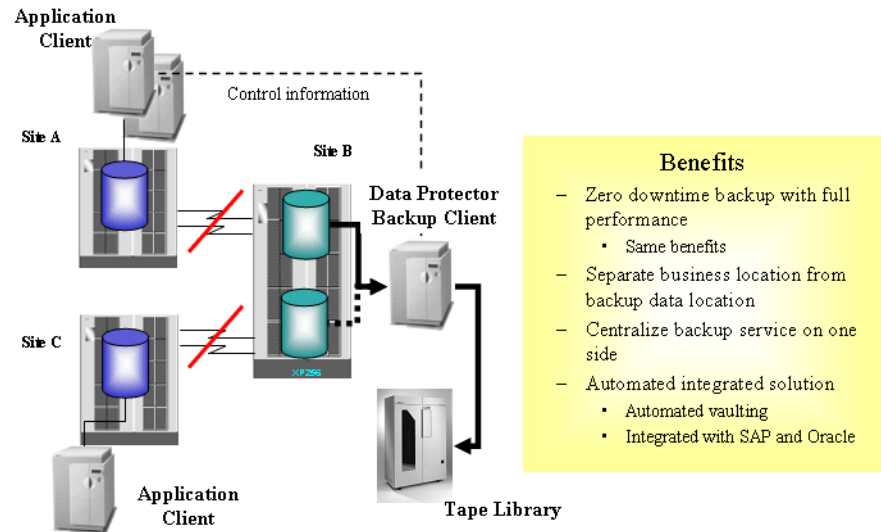 Application
Client
Control information
Site A
Site B
Data Protector
Backup Client
Site C
XP256
Application
Client
Tape Library
Benefits
– Zero downtime backup with full
performance
• Same benefits
– Separate business location from
backup data location
– Centralize backup service on one
side
– Automated integrated solution
• Automated vaulting
• Integrated with SAP and Oracle